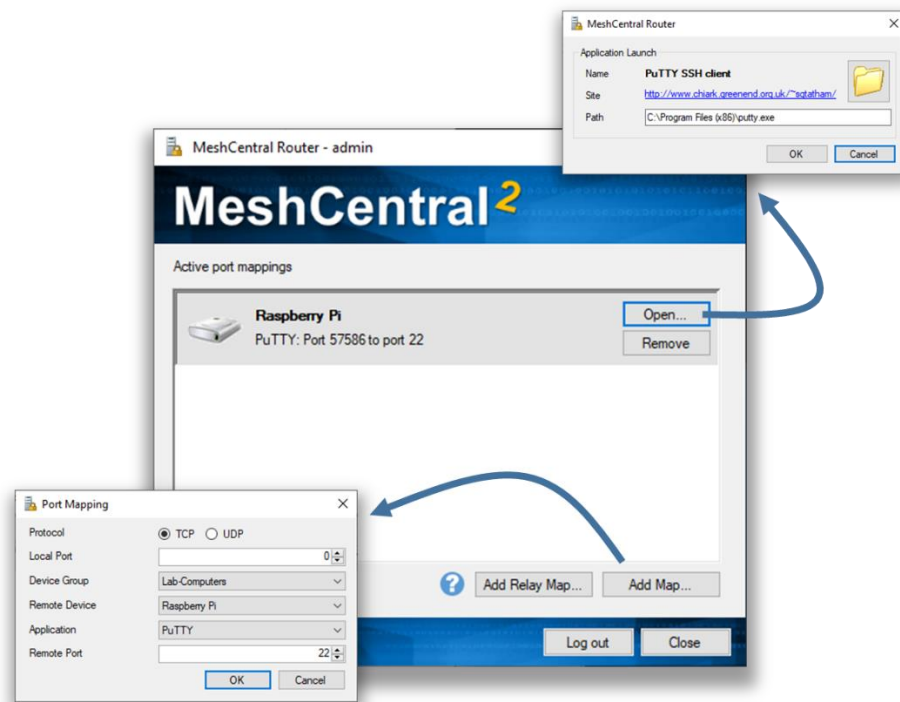 MeshCentral Router
Application Launch
Name PuTTY SSH client
Site http://www.chiark.greenend.org.uk/~sgtatham/
Path C:\Program Files (x86)\putty.exe
OK Cancel
MeshCentral Router - admin
MeshCentral2
Active port mappings
Raspberry Pi
PuTTY: Port 57586 to port 22
Open...
Remove
Port Mapping
Protocol TCP UDP
Local Port 0
Device Group Lab-Computers
Remote Device Raspberry Pi
Application PuTTY
Remote Port 22
OK Cancel
? Add Relay Map... Add Map...
Log out Close